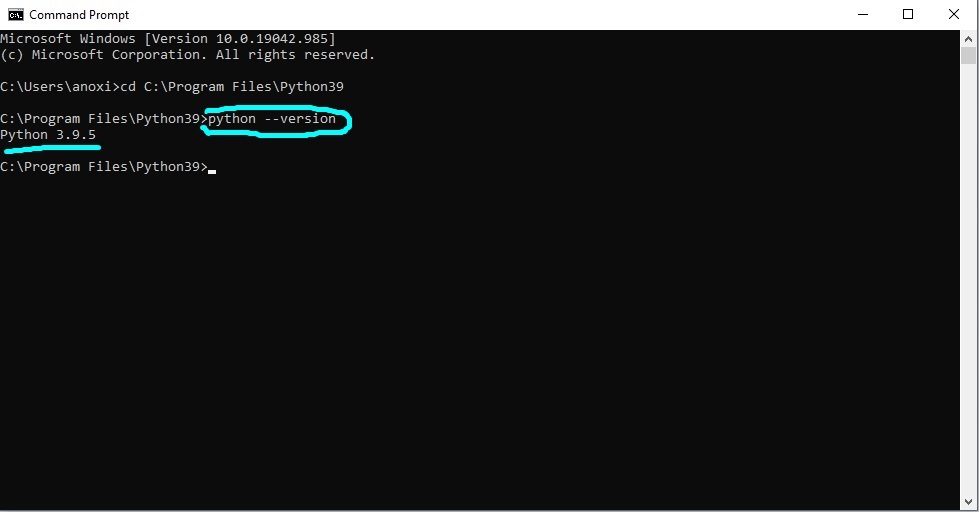 Command Prompt
Microsoft Windows [Version 10.0.19042.985]
(c) Microsoft Corporation. All rights reserved.
C:\Users\anoxi>cd C:\Program Files\Python39
C:\Program Files\Python39>python --version
Python 3.9.5
C:\Program Files\Python39>